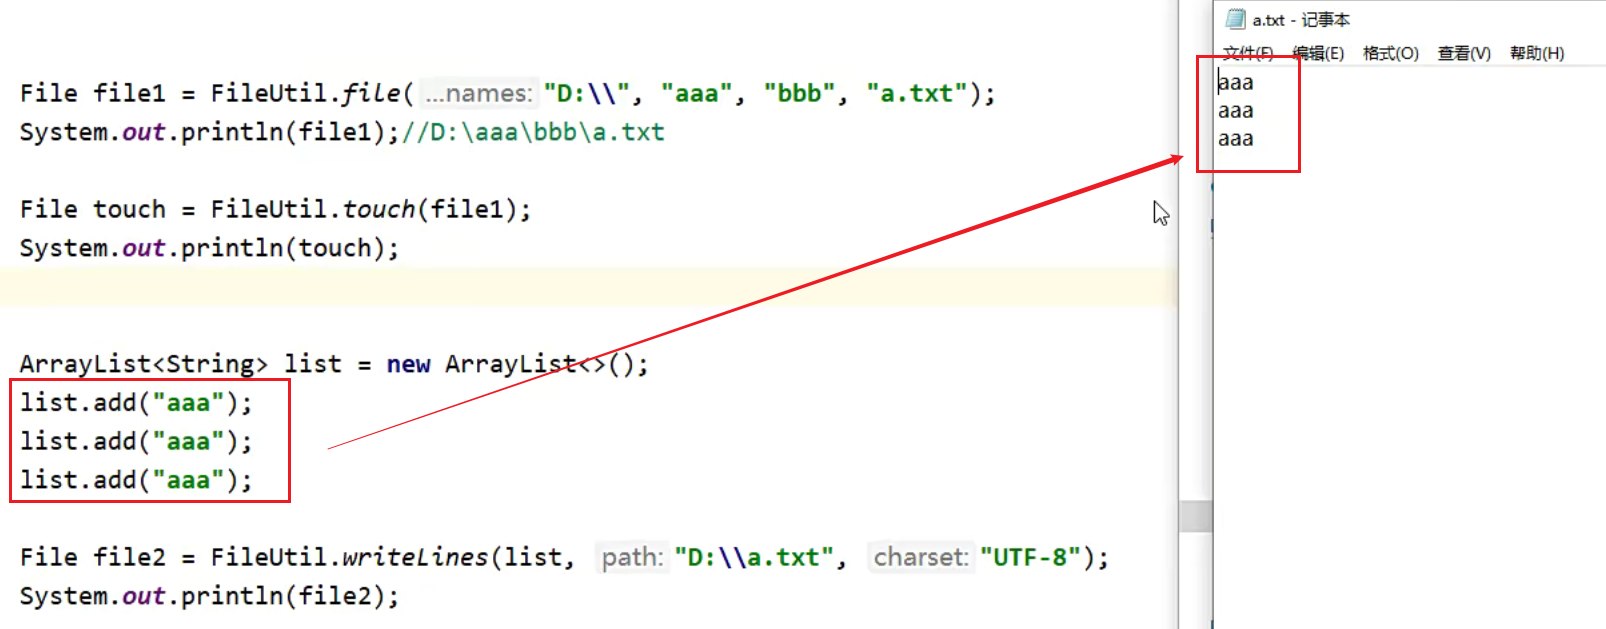 File file1 = FileUtil.file( ...names: "D:\\", "aaa", "bbb", "a.txt");
System.out.println(file1);//D:\aaa\bbb\a.txt
File touch = FileUtil.touch(file1);
System.out.println(touch);
ArrayList<String> list = new ArrayList<>();
list.add("aaa");
list.add("aaa");
list.add("aaa");
File file2 = FileUtil.writeLines(list, path: "D:\\a.txt", charset: "UTF-8");
System.out.println(file2);
a.txt - 记事本
文件(F) 编辑(E) 格式(O) 查看(V) 帮助(H)
aaa
aaa
aaa